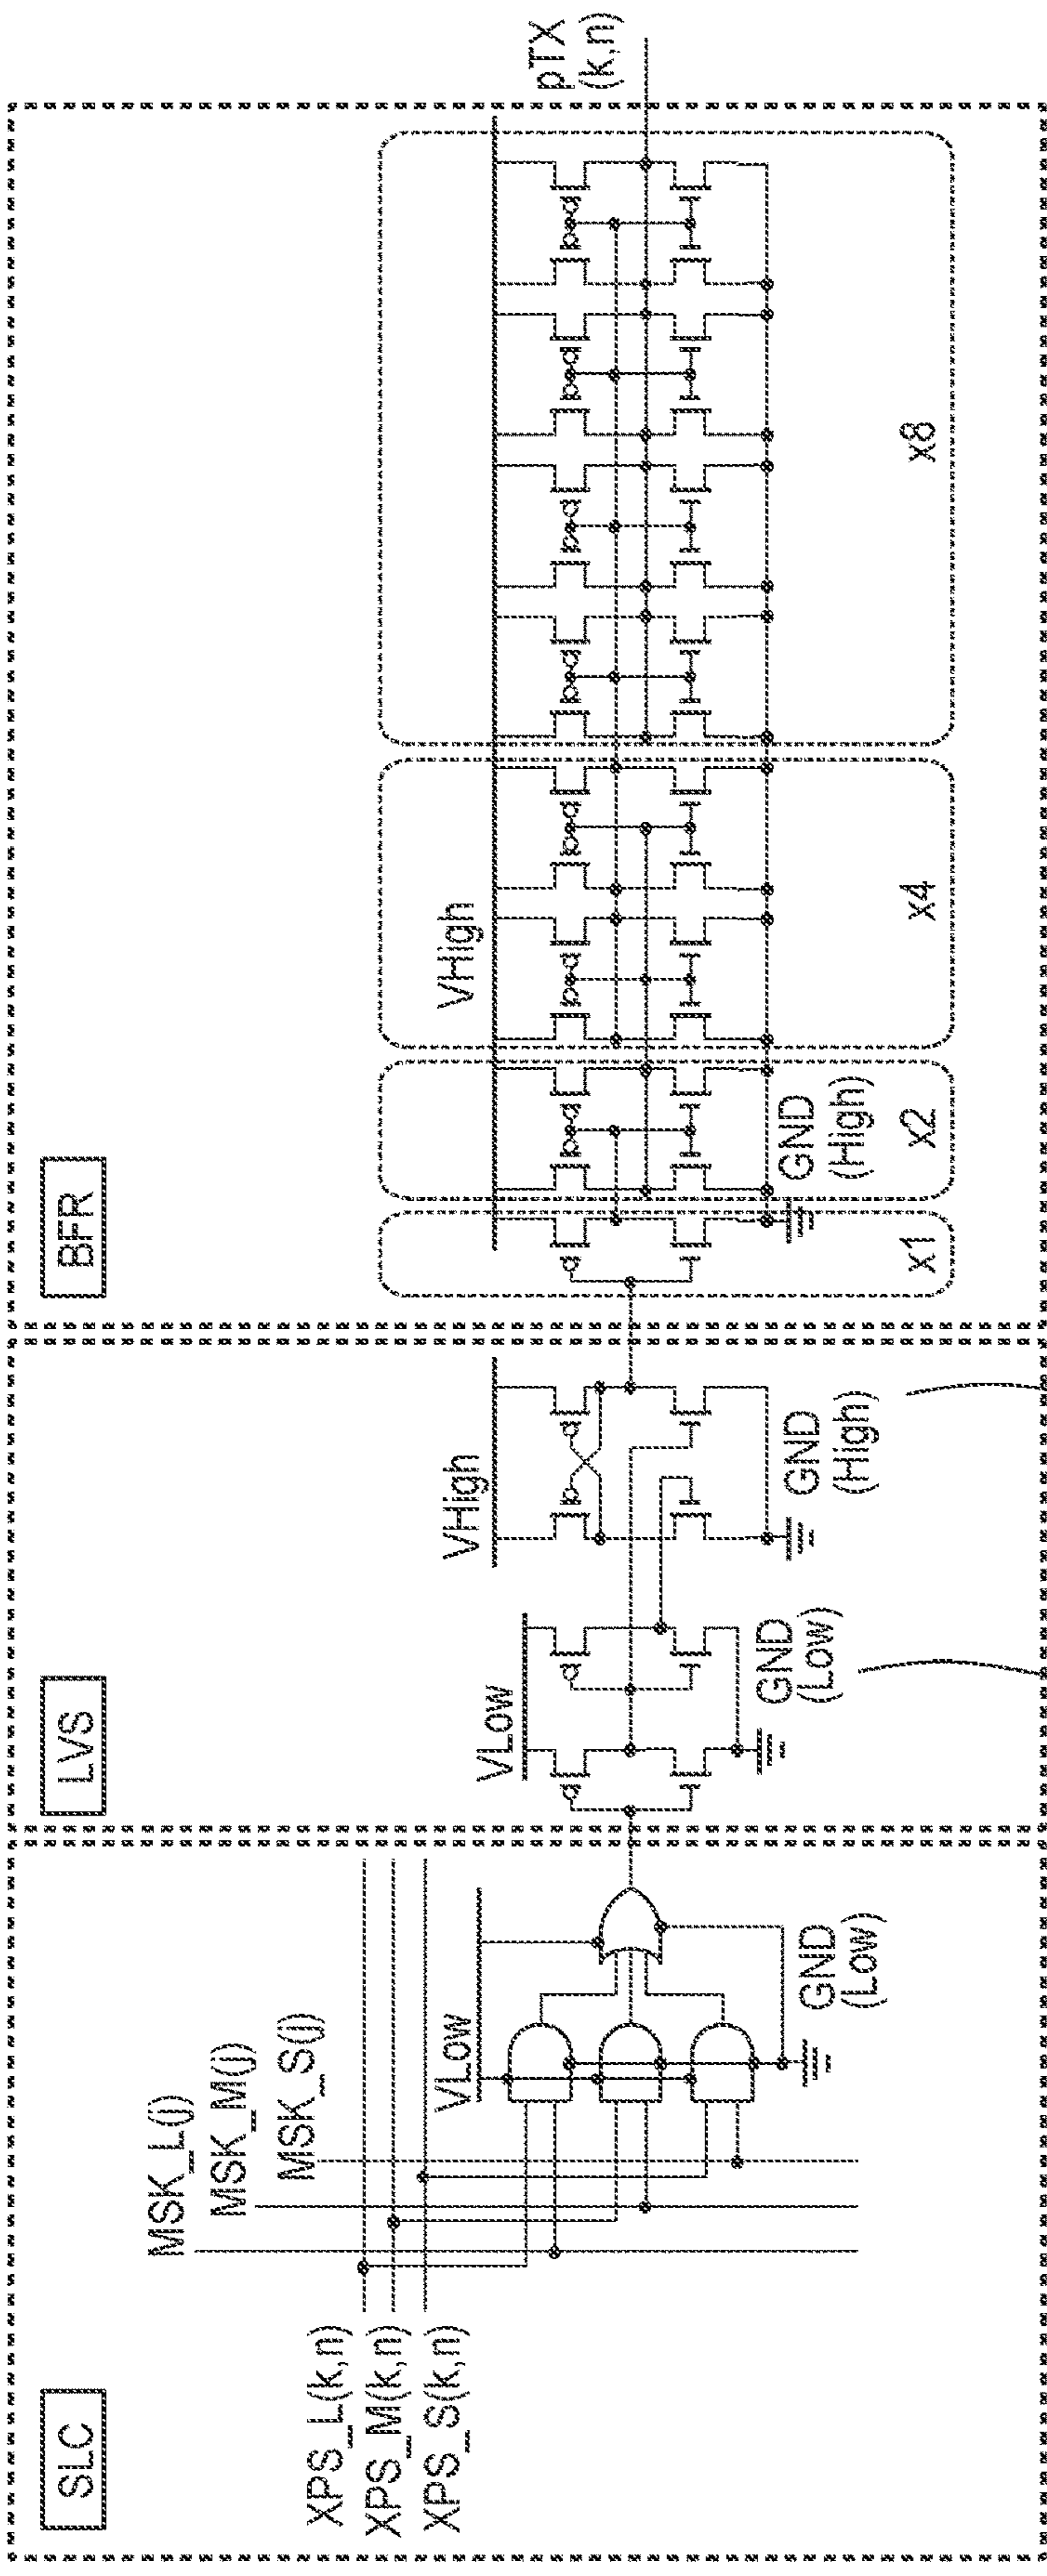 SLC
XPS_L(k,n)
XPS_M(k,n)
XPS_S(k,n)
MSK_L(j)
MSK_M(j)
MSK_S(j)
VLow
GND
(Low)
LVS
VLow
GND
(Low)
VHigh
GND
(High)
BFR
VHigh
GND
(High)
x1
x2
x4
x8
pTX
(k,n)